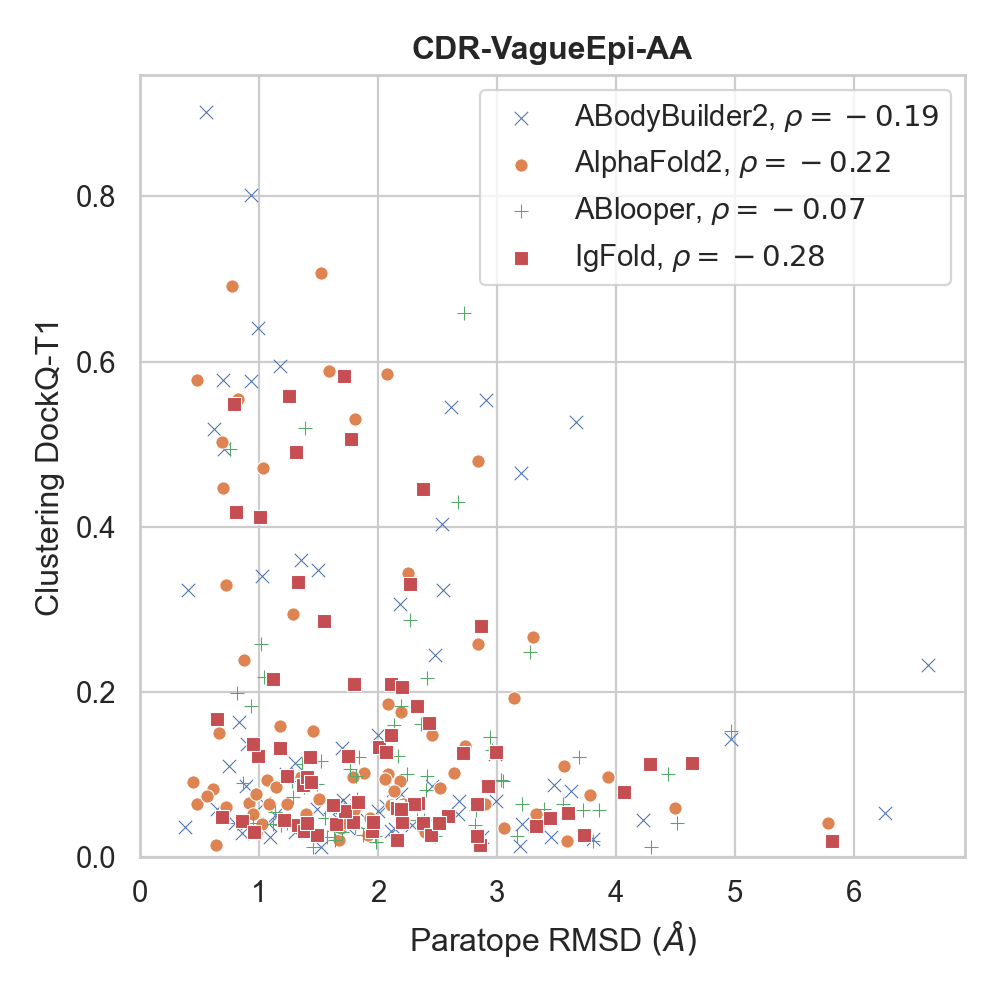 CDR-VagueEpi-AA
ABodyBuilder2, ρ = −0.19
AlphaFold2, ρ = −0.22
ABlooper, ρ = −0.07
IgFold, ρ = −0.28
Clustering DockQ-T1
0.8
0.6
0.4
0.2
0.0
0 1 2 3 4 5 6
Paratope RMSD (Å)